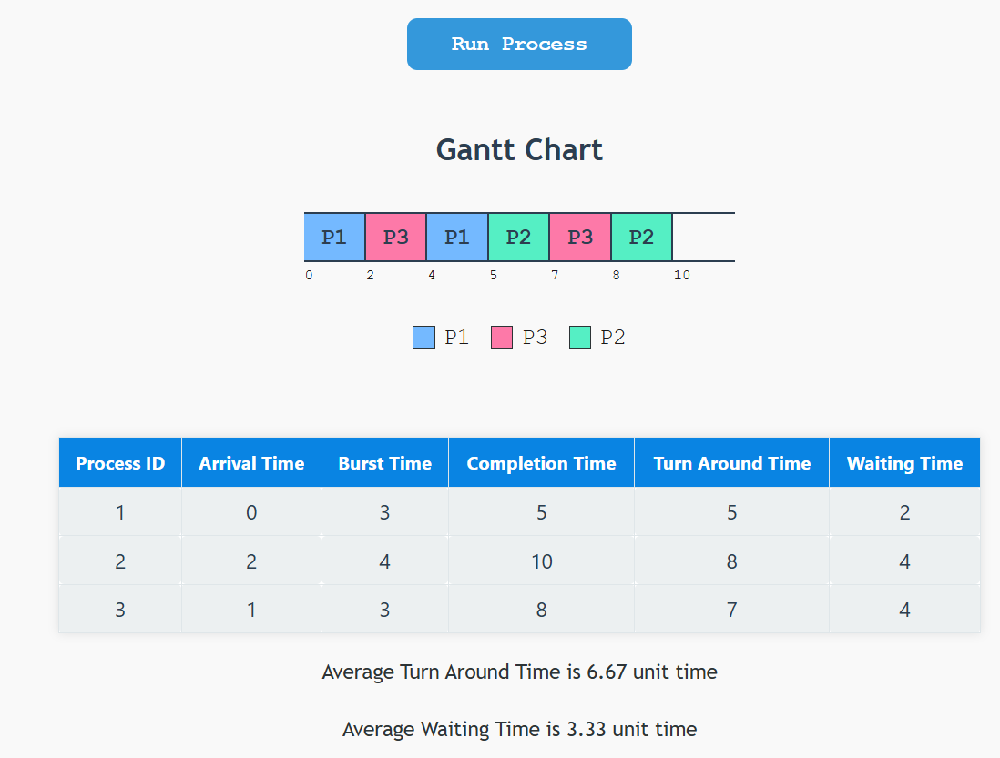 Run Process
Gantt Chart
P1 P3 P1 P2 P3 P2
0 2 4 5 7 8 10
P1 P3 P2
Process ID Arrival Time Burst Time Completion Time Turn Around Time Waiting Time
1 0 3 5 5 2
2 2 4 10 8 4
3 1 3 8 7 4
Average Turn Around Time is 6.67 unit time
Average Waiting Time is 3.33 unit time